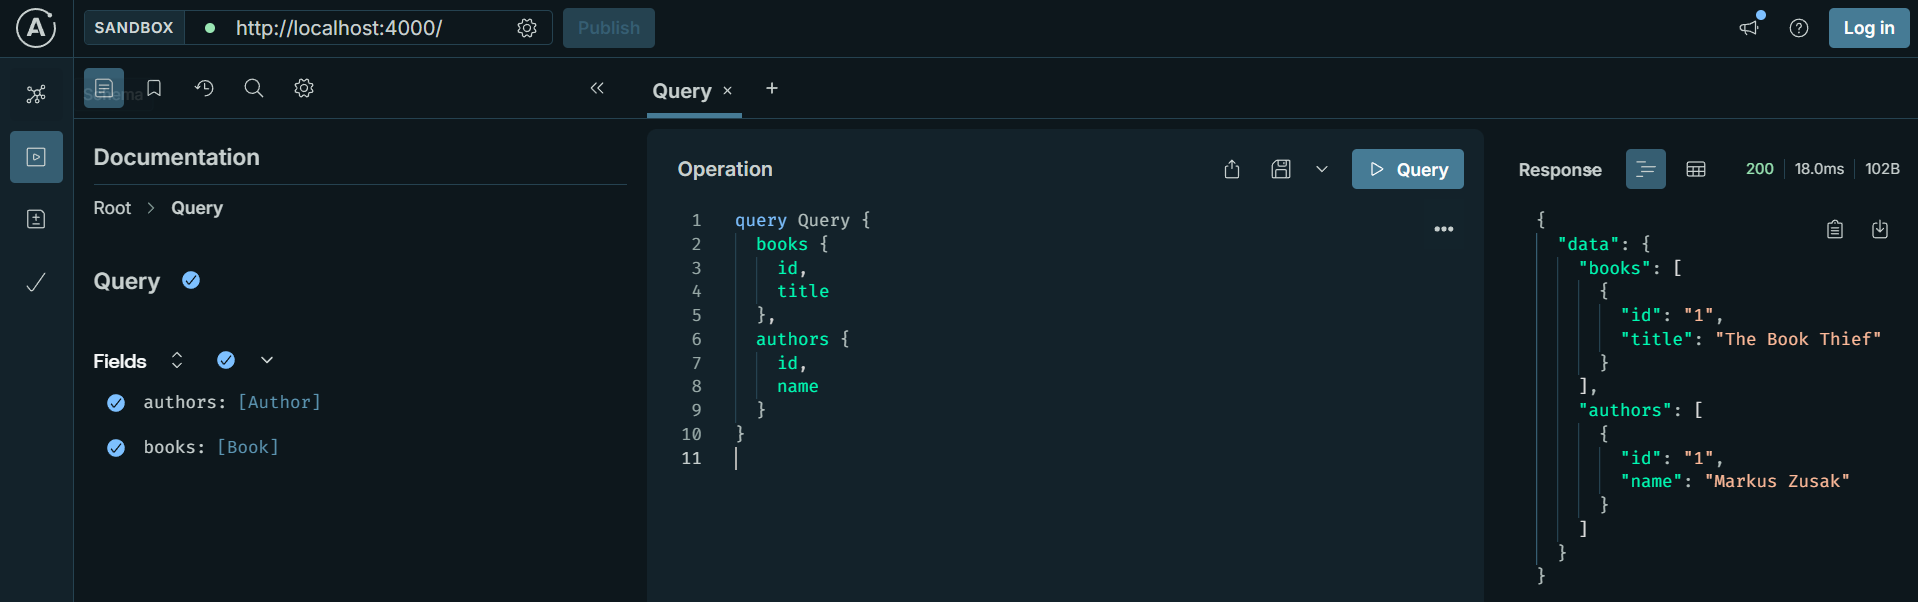 SANDBOX http://localhost:4000/ Publish Log in
Schema
Query × +
Documentation
Root > Query
Query
Fields
authors: [Author]
books: [Book]
Operation
Query
1 query Query {
2 books {
3 id,
4 title
5 },
6 authors {
7 id,
8 name
9 }
10 }
11
•••
Response 200 18.0ms 102B
{
"data": {
"books": [
{
"id": "1",
"title": "The Book Thief"
}
],
"authors": [
{
"id": "1",
"name": "Markus Zusak"
}
]
}
}